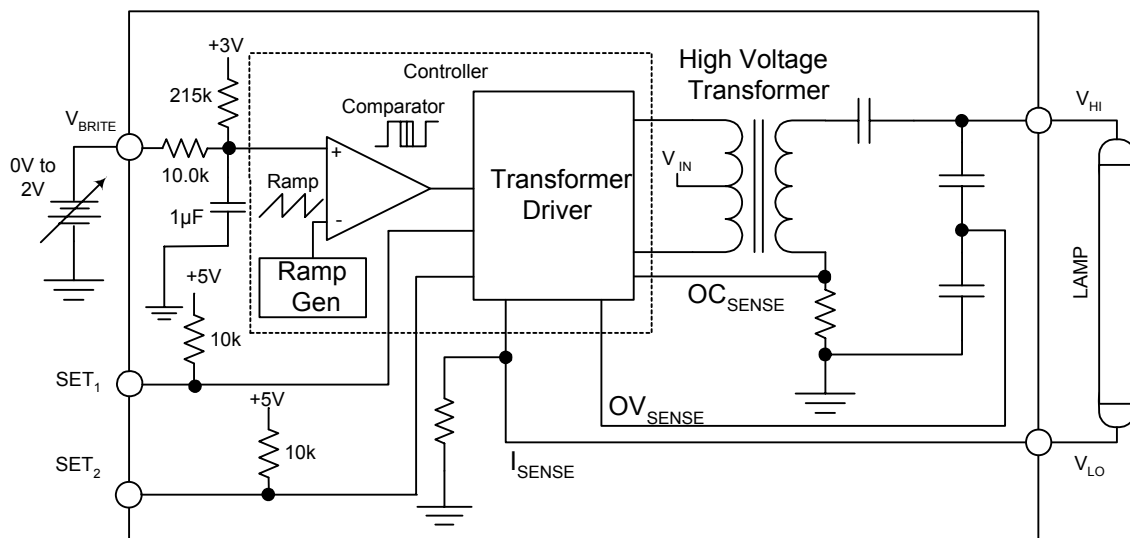 +3V
Controller
High Voltage
Transformer
215k
Comparator
V_BRITE
V_HI
0V to
2V
10.0k
+
Ramp
-
1µF
Transformer
Driver
V_IN
Ramp
Gen
+5V
10k
OC_SENSE
LAMP
SET_1
+5V
10k
OV_SENSE
SET_2
I_SENSE
V_LO